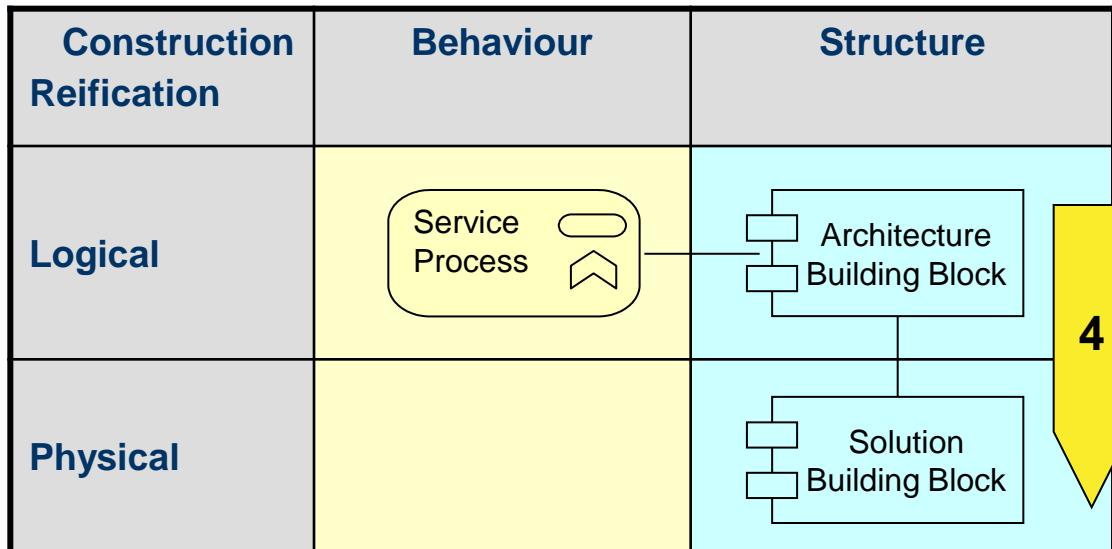 Construction
Reification
Behaviour
Structure
Logical
Service
Process
Architecture
Building Block
4
Physical
Solution
Building Block